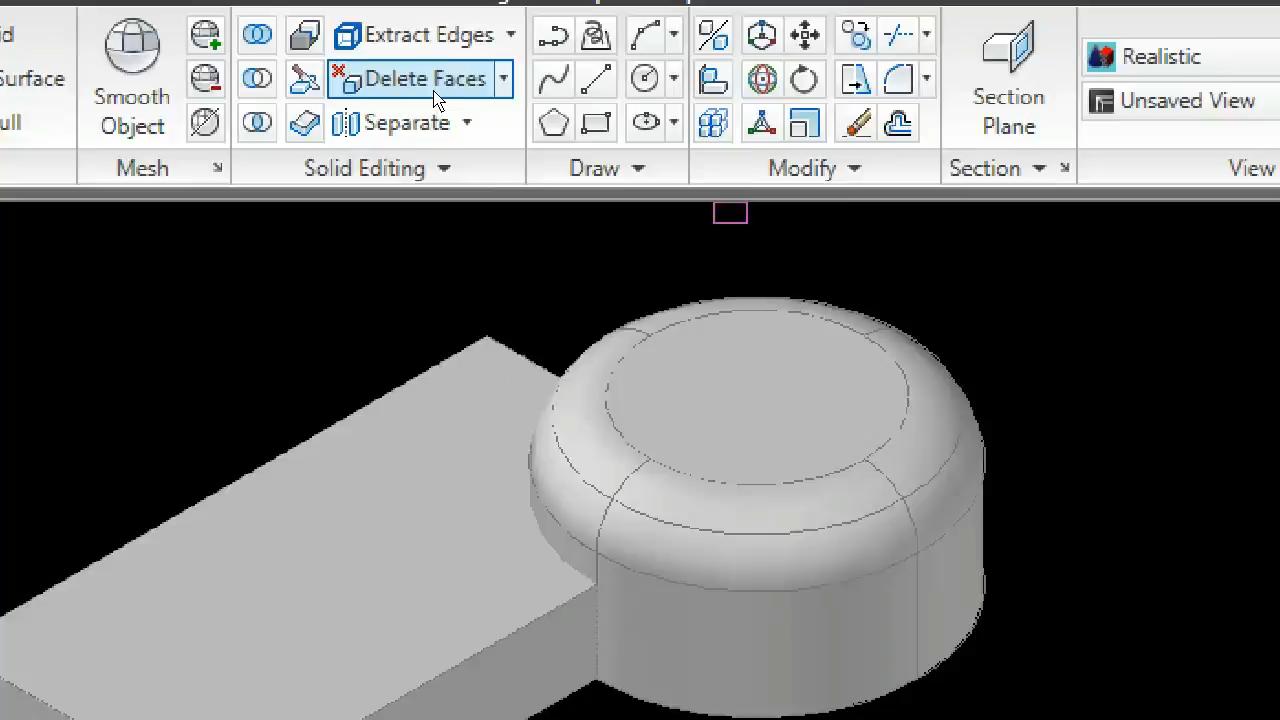 Surface
Smooth
Object
Mesh
Extract Edges
Delete Faces
Separate
Solid Editing
Draw
Modify
Section
Plane
Section
Realistic
Unsaved View
View